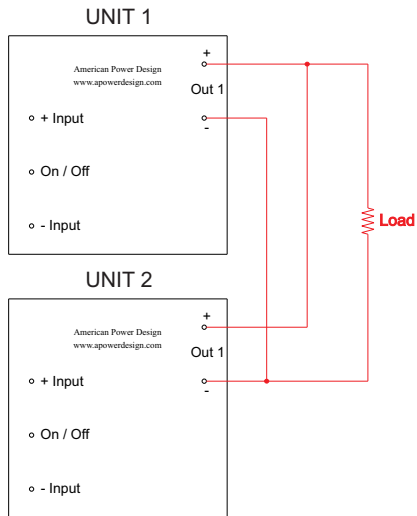 UNIT 1
+
American Power Design
www.apowerdesign.com
Out 1
+ Input
-
On / Off
- Input
Load
UNIT 2
+
American Power Design
www.apowerdesign.com
Out 1
+ Input
-
On / Off
- Input